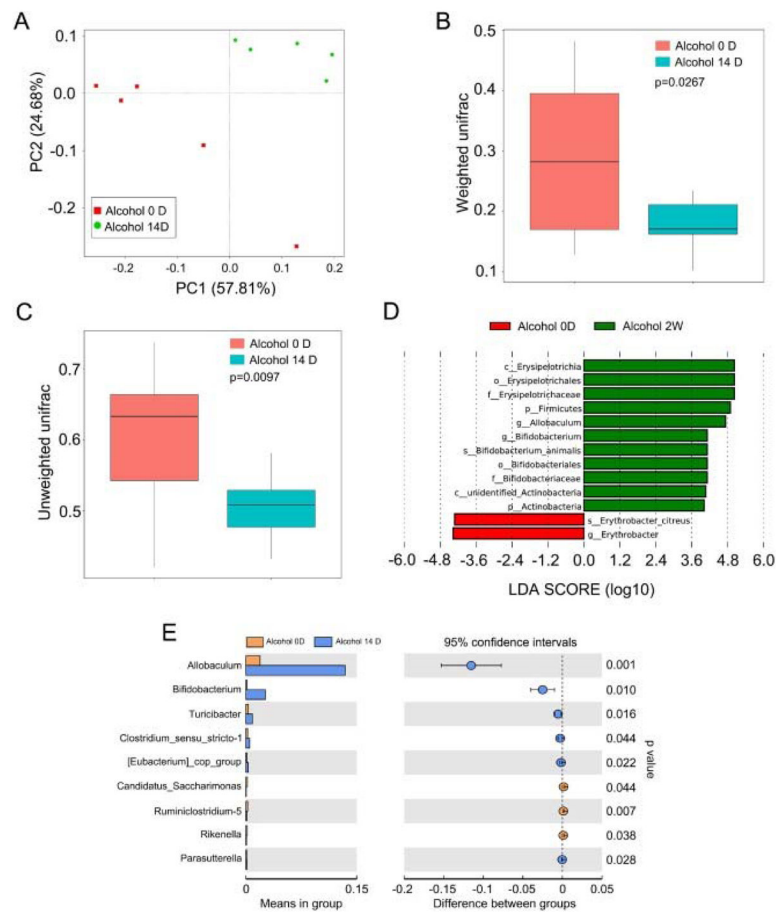 A
0.1
0.0
-0.1
-0.2
PC2 (24.68%)
Alcohol 0 D
Alcohol 14D
-0.2
-0.1
0.0
0.1
0.2
PC1 (57.81%)
B
Alcohol 0 D
Alcohol 14 D
p=0.0267
0.5
0.4
0.3
0.2
0.1
Weighted unifrac
C
Alcohol 0 D
Alcohol 14 D
p=0.0097
0.7
0.6
0.5
Unweighted unifrac
D
Alcohol 0D
Alcohol 2W
c__Erysipelotrichia
o__Erysipelotrichales
f__Erysipelotrichaceae
p__Firmicutes
g__Allobaculum
g__Bifidobacterium
s__Bifidobacterium_animalis
o__Bifidobacteriales
f__Bifidobacteriaceae
c__unidentified_Actinobacteria
p__Actinobacteria
s__Erythrobacter_citreus
g__Erythrobacter
-6.0 -4.8 -3.6 -2.4 -1.2 0.0 1.2 2.4 3.6 4.8 6.0
LDA SCORE (log10)
E
Alcohol 0D
Alcohol 14 D
95% confidence intervals
Allobaculum
0.001
Bifidobacterium
0.010
Turicibacter
0.016
Clostridium_sensu_stricto-1
0.044
[Eubacterium]_cop_group
0.022
Candidatus_Saccharimonas
0.044
Ruminiclostridium-5
0.007
Rikenella
0.038
Parasutterella
0.028
p value
0 0.15
Means in group
-0.2 -0.15 -0.1 -0.05 0 0.05
Difference between groups